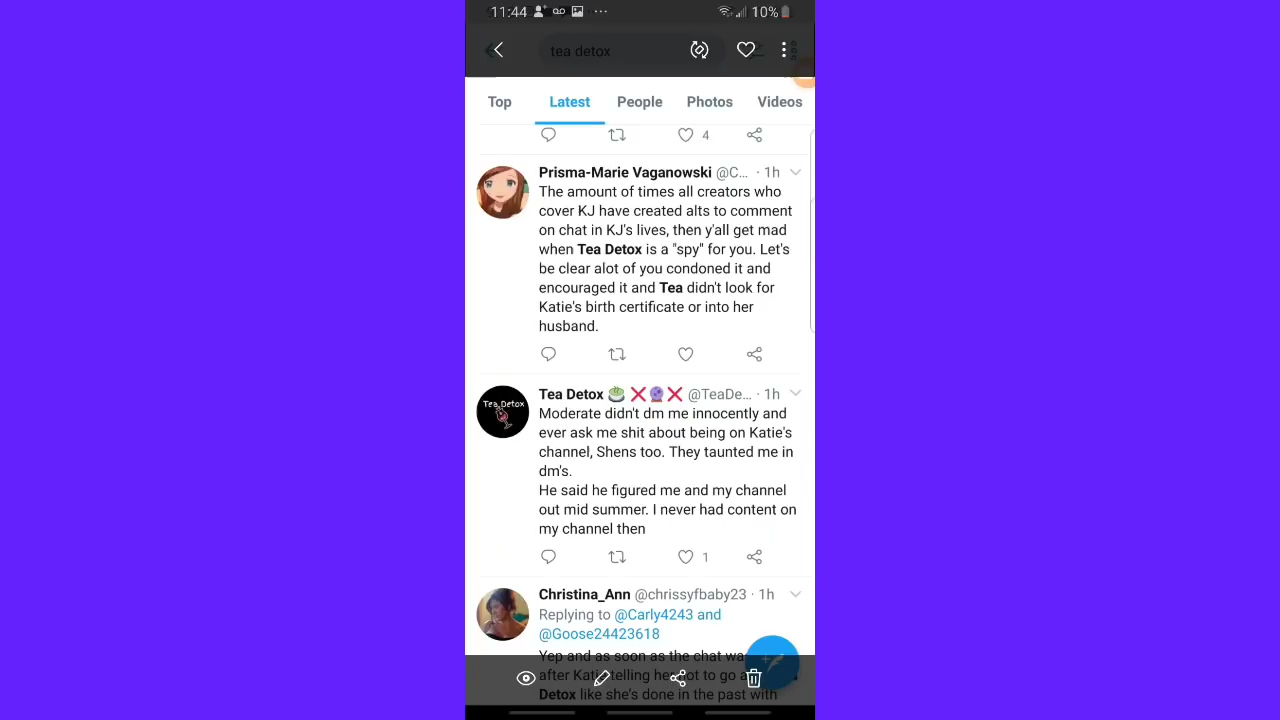 11:44
10%
tea detox
Top Latest People Photos Videos
4
Prisma-Marie Vaganowski @C... · 1h
The amount of times all creators who
cover KJ have created alts to comment
on chat in KJ's lives, then y'all get mad
when Tea Detox is a "spy" for you. Let's
be clear alot of you condoned it and
encouraged it and Tea didn't look for
Katie's birth certificate or into her
husband.
Tea Detox
Tea Detox 🍵 ❌🔮❌ @TeaDe... · 1h
Moderate didn't dm me innocently and
ever ask me shit about being on Katie's
channel, Shens too. They taunted me in
dm's.
He said he figured me and my channel
out mid summer. I never had content on
my channel then
1
Christina_Ann @chrissyfbaby23 · 1h
Replying to @Carly4243 and
@Goose24423618
Yep and as soon as the chat
after Katie telling her not to go
Detox like she's done in the past with